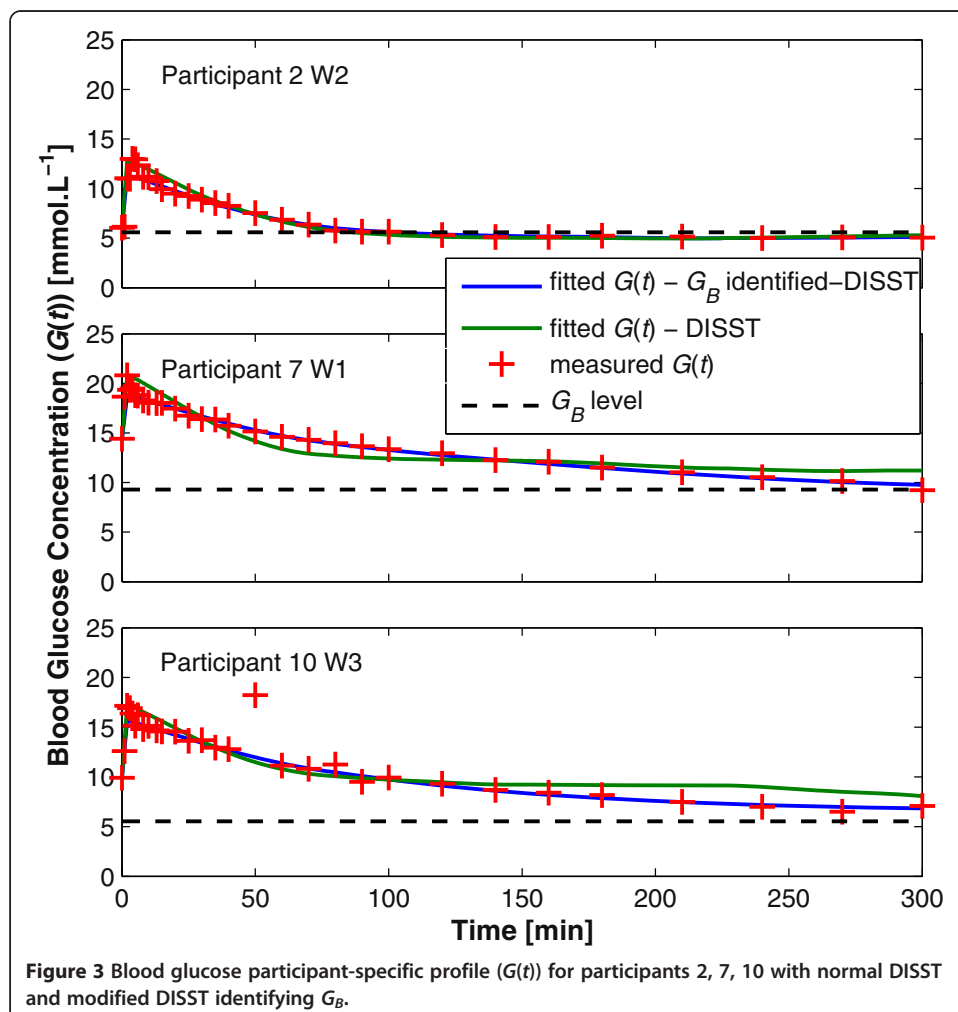 Blood Glucose Concentration (G(t)) [mmol.L⁻¹]
25
20
15
10
5
0
Participant 2 W2
fitted G(t) − G_B identified−DISST
fitted G(t) − DISST
measured G(t)
G_B level
25
20
15
10
5
0
Participant 7 W1
25
20
15
10
5
0
Participant 10 W3
0 50 100 150 200 250 300
Time [min]
Figure 3 Blood glucose participant-specific profile (G(t)) for participants 2, 7, 10 with normal DISST
and modified DISST identifying G_B.